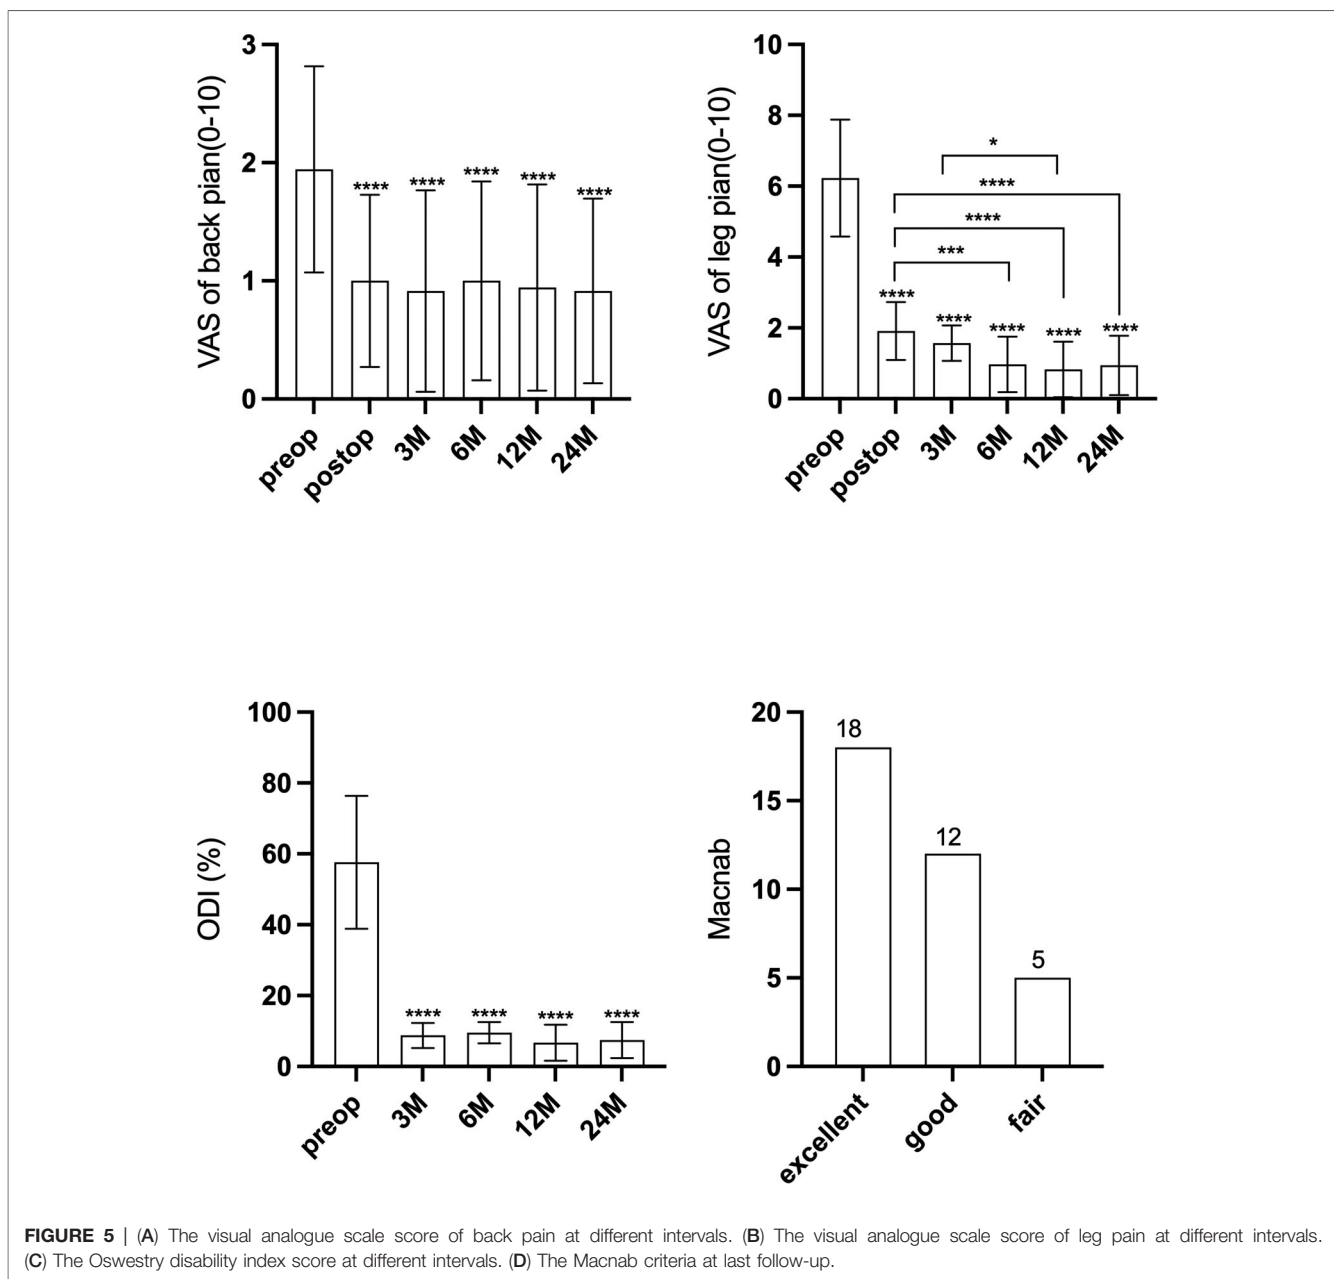 3
2
1
0
VAS of back pian(0-10)
****
****
****
****
****
preop
postop
3M
6M
12M
24M
10
8
6
4
2
0
VAS of leg pian(0-10)
*
****
****
***
****
****
****
****
****
preop
postop
3M
6M
12M
24M
100
80
60
40
20
0
ODI (%)
****
****
****
****
preop
3M
6M
12M
24M
20
15
10
5
0
Macnab
18
12
5
excellent
good
fair
FIGURE 5 | (A) The visual analogue scale score of back pain at different intervals. (B) The visual analogue scale score of leg pain at different intervals.
(C) The Oswestry disability index score at different intervals. (D) The Macnab criteria at last follow-up.